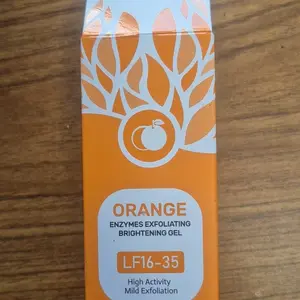 ORANGE
ENZYMES EXFOLIATING
BRIGHTENING GEL
LF16-35
High Activity
Mild Exfoliation